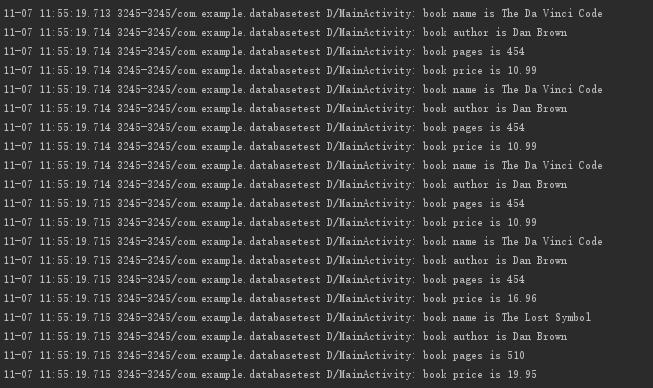 11-07 11:55:19.713 3245-3245/com.example.databasetest D/MainActivity: book name is The Da Vinci Code
11-07 11:55:19.714 3245-3245/com.example.databasetest D/MainActivity: book author is Dan Brown
11-07 11:55:19.714 3245-3245/com.example.databasetest D/MainActivity: book pages is 454
11-07 11:55:19.714 3245-3245/com.example.databasetest D/MainActivity: book price is 10.99
11-07 11:55:19.714 3245-3245/com.example.databasetest D/MainActivity: book name is The Da Vinci Code
11-07 11:55:19.714 3245-3245/com.example.databasetest D/MainActivity: book author is Dan Brown
11-07 11:55:19.714 3245-3245/com.example.databasetest D/MainActivity: book pages is 454
11-07 11:55:19.714 3245-3245/com.example.databasetest D/MainActivity: book price is 10.99
11-07 11:55:19.714 3245-3245/com.example.databasetest D/MainActivity: book name is The Da Vinci Code
11-07 11:55:19.714 3245-3245/com.example.databasetest D/MainActivity: book author is Dan Brown
11-07 11:55:19.715 3245-3245/com.example.databasetest D/MainActivity: book pages is 454
11-07 11:55:19.715 3245-3245/com.example.databasetest D/MainActivity: book price is 10.99
11-07 11:55:19.715 3245-3245/com.example.databasetest D/MainActivity: book name is The Da Vinci Code
11-07 11:55:19.715 3245-3245/com.example.databasetest D/MainActivity: book author is Dan Brown
11-07 11:55:19.715 3245-3245/com.example.databasetest D/MainActivity: book pages is 454
11-07 11:55:19.715 3245-3245/com.example.databasetest D/MainActivity: book price is 16.96
11-07 11:55:19.715 3245-3245/com.example.databasetest D/MainActivity: book name is The Lost Symbol
11-07 11:55:19.715 3245-3245/com.example.databasetest D/MainActivity: book author is Dan Brown
11-07 11:55:19.715 3245-3245/com.example.databasetest D/MainActivity: book pages is 510
11-07 11:55:19.715 3245-3245/com.example.databasetest D/MainActivity: book price is 19.95